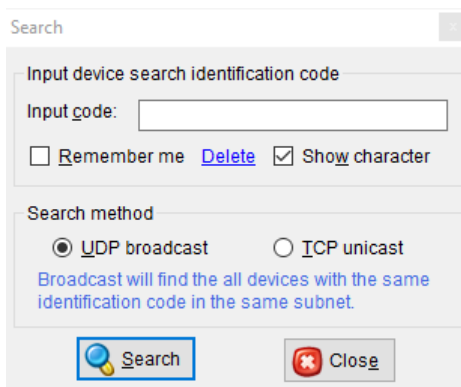 Search
Input device search identification code
Input code:
Remember me Delete Show character
Search method
UDP broadcast TCP unicast
Broadcast will find the all devices with the same
identification code in the same subnet.
Search Close